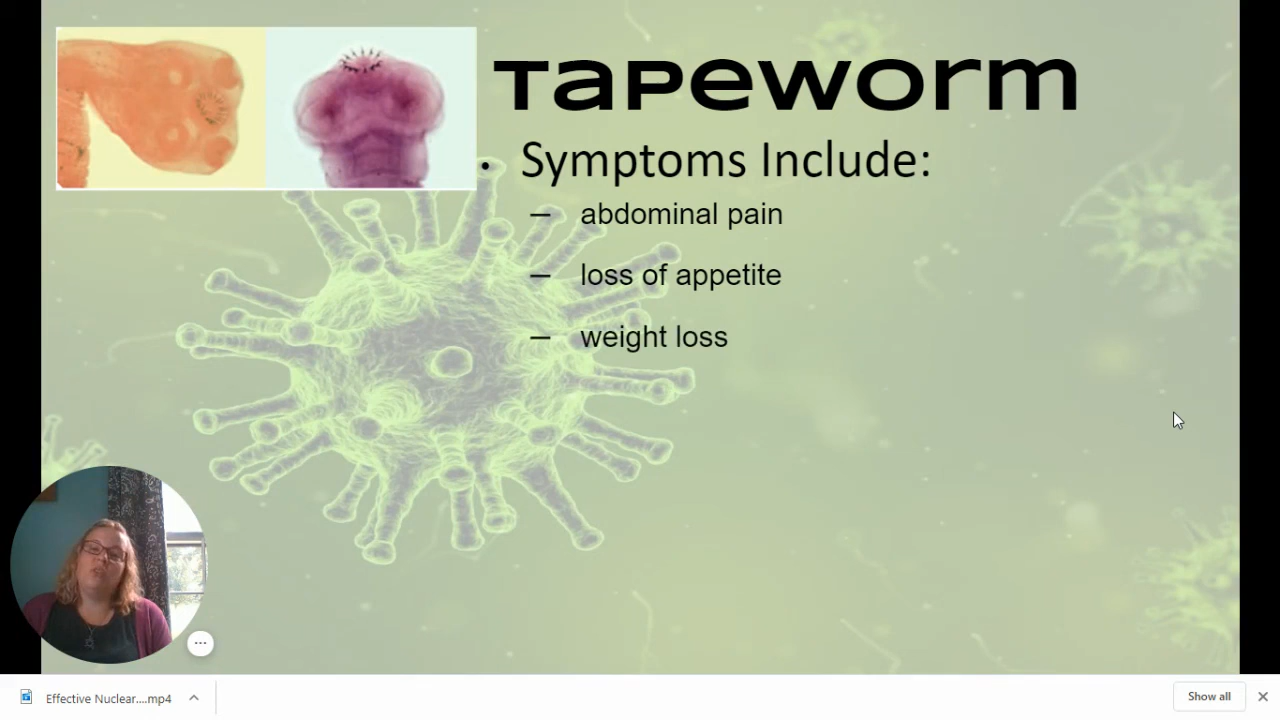 Tapeworm
• Symptoms Include:
– abdominal pain
– loss of appetite
– weight loss
Effective Nuclear....mp4
Show all